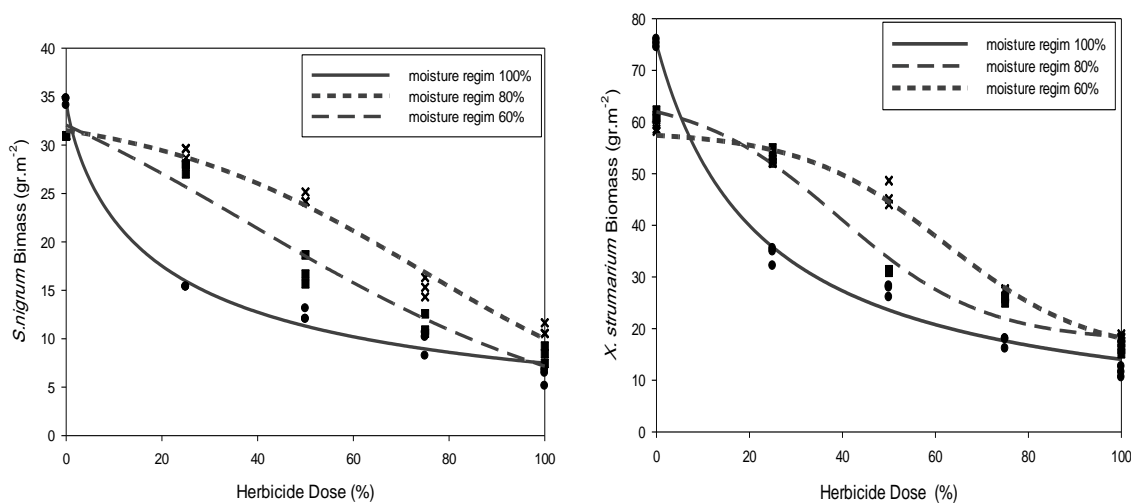 S.nigrum Bimass (gr.m-2)
40
35
30
25
20
15
10
5
0
moisture regim 100%
moisture regim 80%
moisture regim 60%
0 20 40 60 80 100
Herbicide Dose (%)
X. strumarium Biomass (gr.m-2)
80
70
60
50
40
30
20
10
0
moisture regim 100%
moisture regim 80%
moisture regim 60%
0 20 40 60 80 100
Herbicide Dose (%)